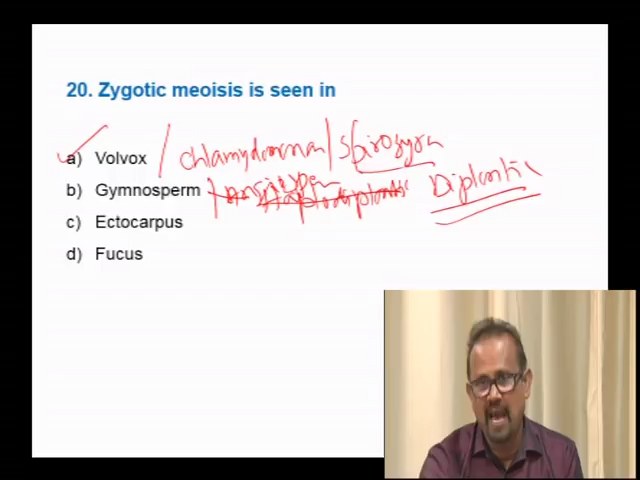 20. Zygotic meoisis is seen in
a) Volvox / chlamydomonas / spirogyra
b) Gymnosperm / Diplontic
c) Ectocarpus
d) Fucus